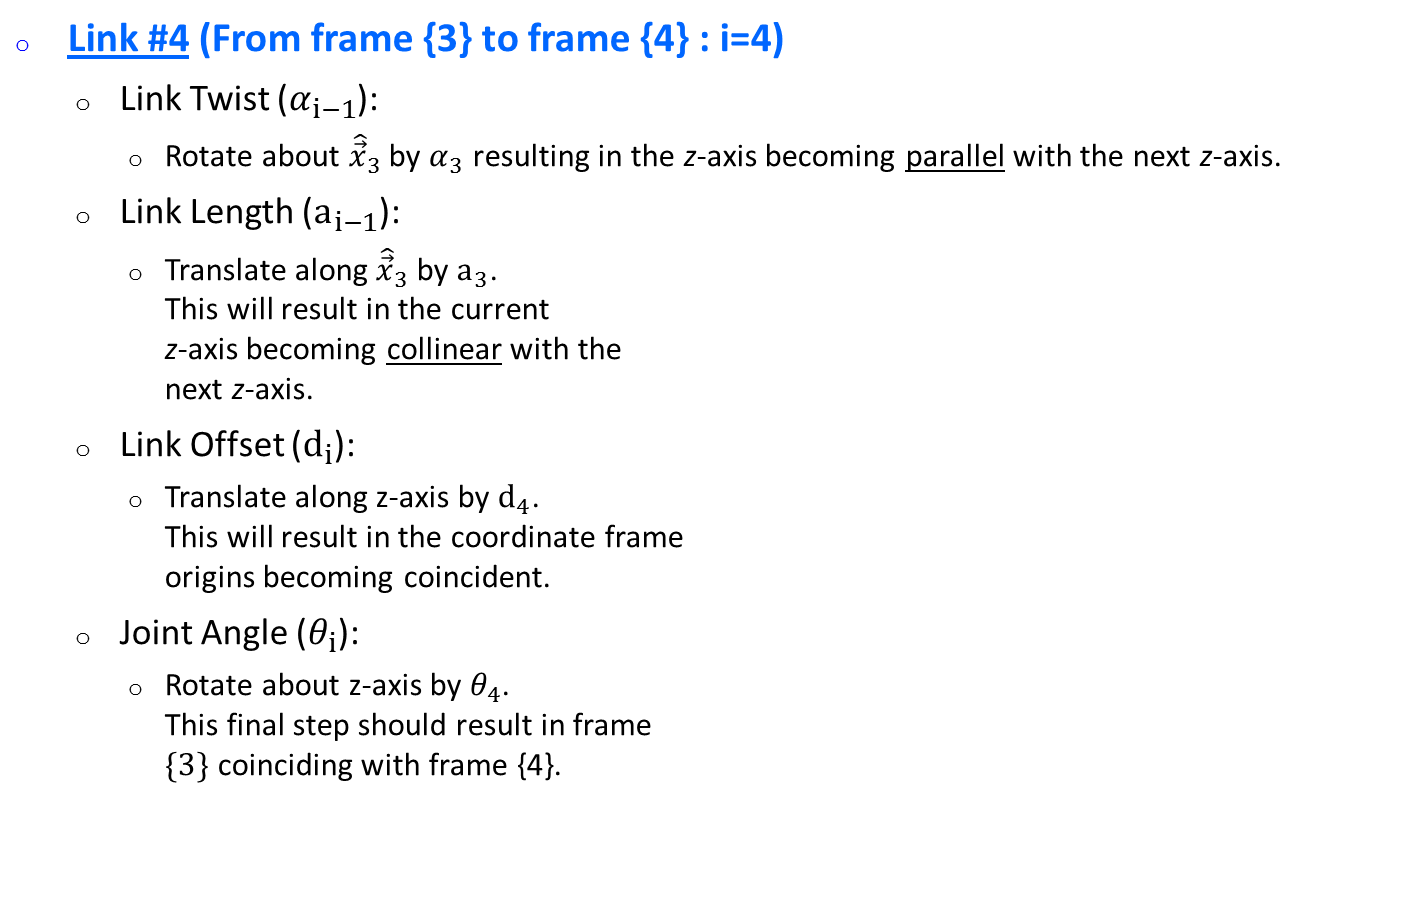 ○ Link #4 (From frame {3} to frame {4} : i=4)
○ Link Twist (αᵢ₋₁):
○ Rotate about x̂⃗₃ by α₃ resulting in the z-axis becoming parallel with the next z-axis.
○ Link Length (aᵢ₋₁):
○ Translate along x̂⃗₃ by a₃.
This will result in the current
z-axis becoming collinear with the
next z-axis.
○ Link Offset (dᵢ):
○ Translate along z-axis by d₄.
This will result in the coordinate frame
origins becoming coincident.
○ Joint Angle (θᵢ):
○ Rotate about z-axis by θ₄.
This final step should result in frame
{3} coinciding with frame {4}.